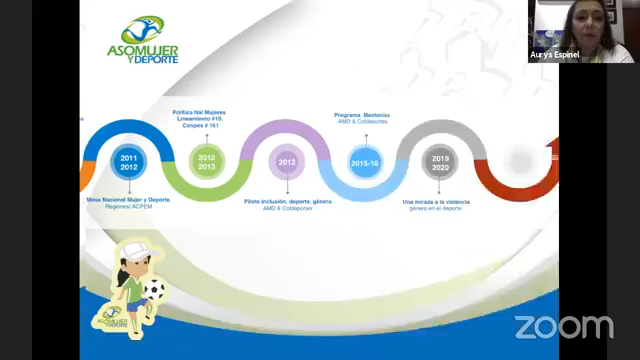 ASOMUJER
Y DEPORTE
Aurys Espinel
Política Nal Mujeres
Lineamiento #10.
Conpes # 161
Programa Mentorías
AMD & Coldeportes
2011
2012
2012
2013
2012
2015-16
2019
2020
Mesa Nacional Mujer y Deporte.
Regiones/ ACPEM
Piloto inclusión, deporte, género
AMD & Coldeportes
Una mirada a la violencia
género en el deporte
ASOMUJER
Y DEPORTE
zoom